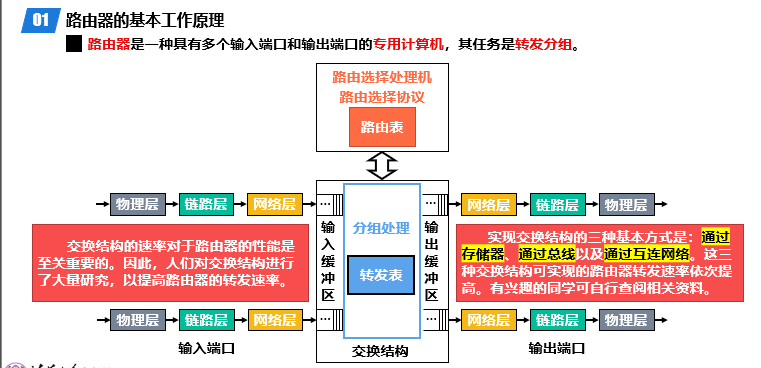 01 路由器的基本工作原理
路由器是一种具有多个输入端口和输出端口的专用计算机，其任务是转发分组。
路由选择处理机
路由选择协议
路由表
物理层 链路层 网络层 … … 网络层 链路层 物理层
输入缓冲区
分组处理
转发表
输出缓冲区
交换结构的速率对于路由器的性能是
至关重要的。因此，人们对交换结构进行
了大量研究，以提高路由器的转发速率。
实现交换结构的三种基本方式是：通过
存储器、通过总线以及通过互连网络。这三
种交换结构可实现的路由器转发速率依次提
高。有兴趣的同学可自行查阅相关资料。
物理层 链路层 网络层 … … 网络层 链路层 物理层
输入端口 交换结构 输出端口